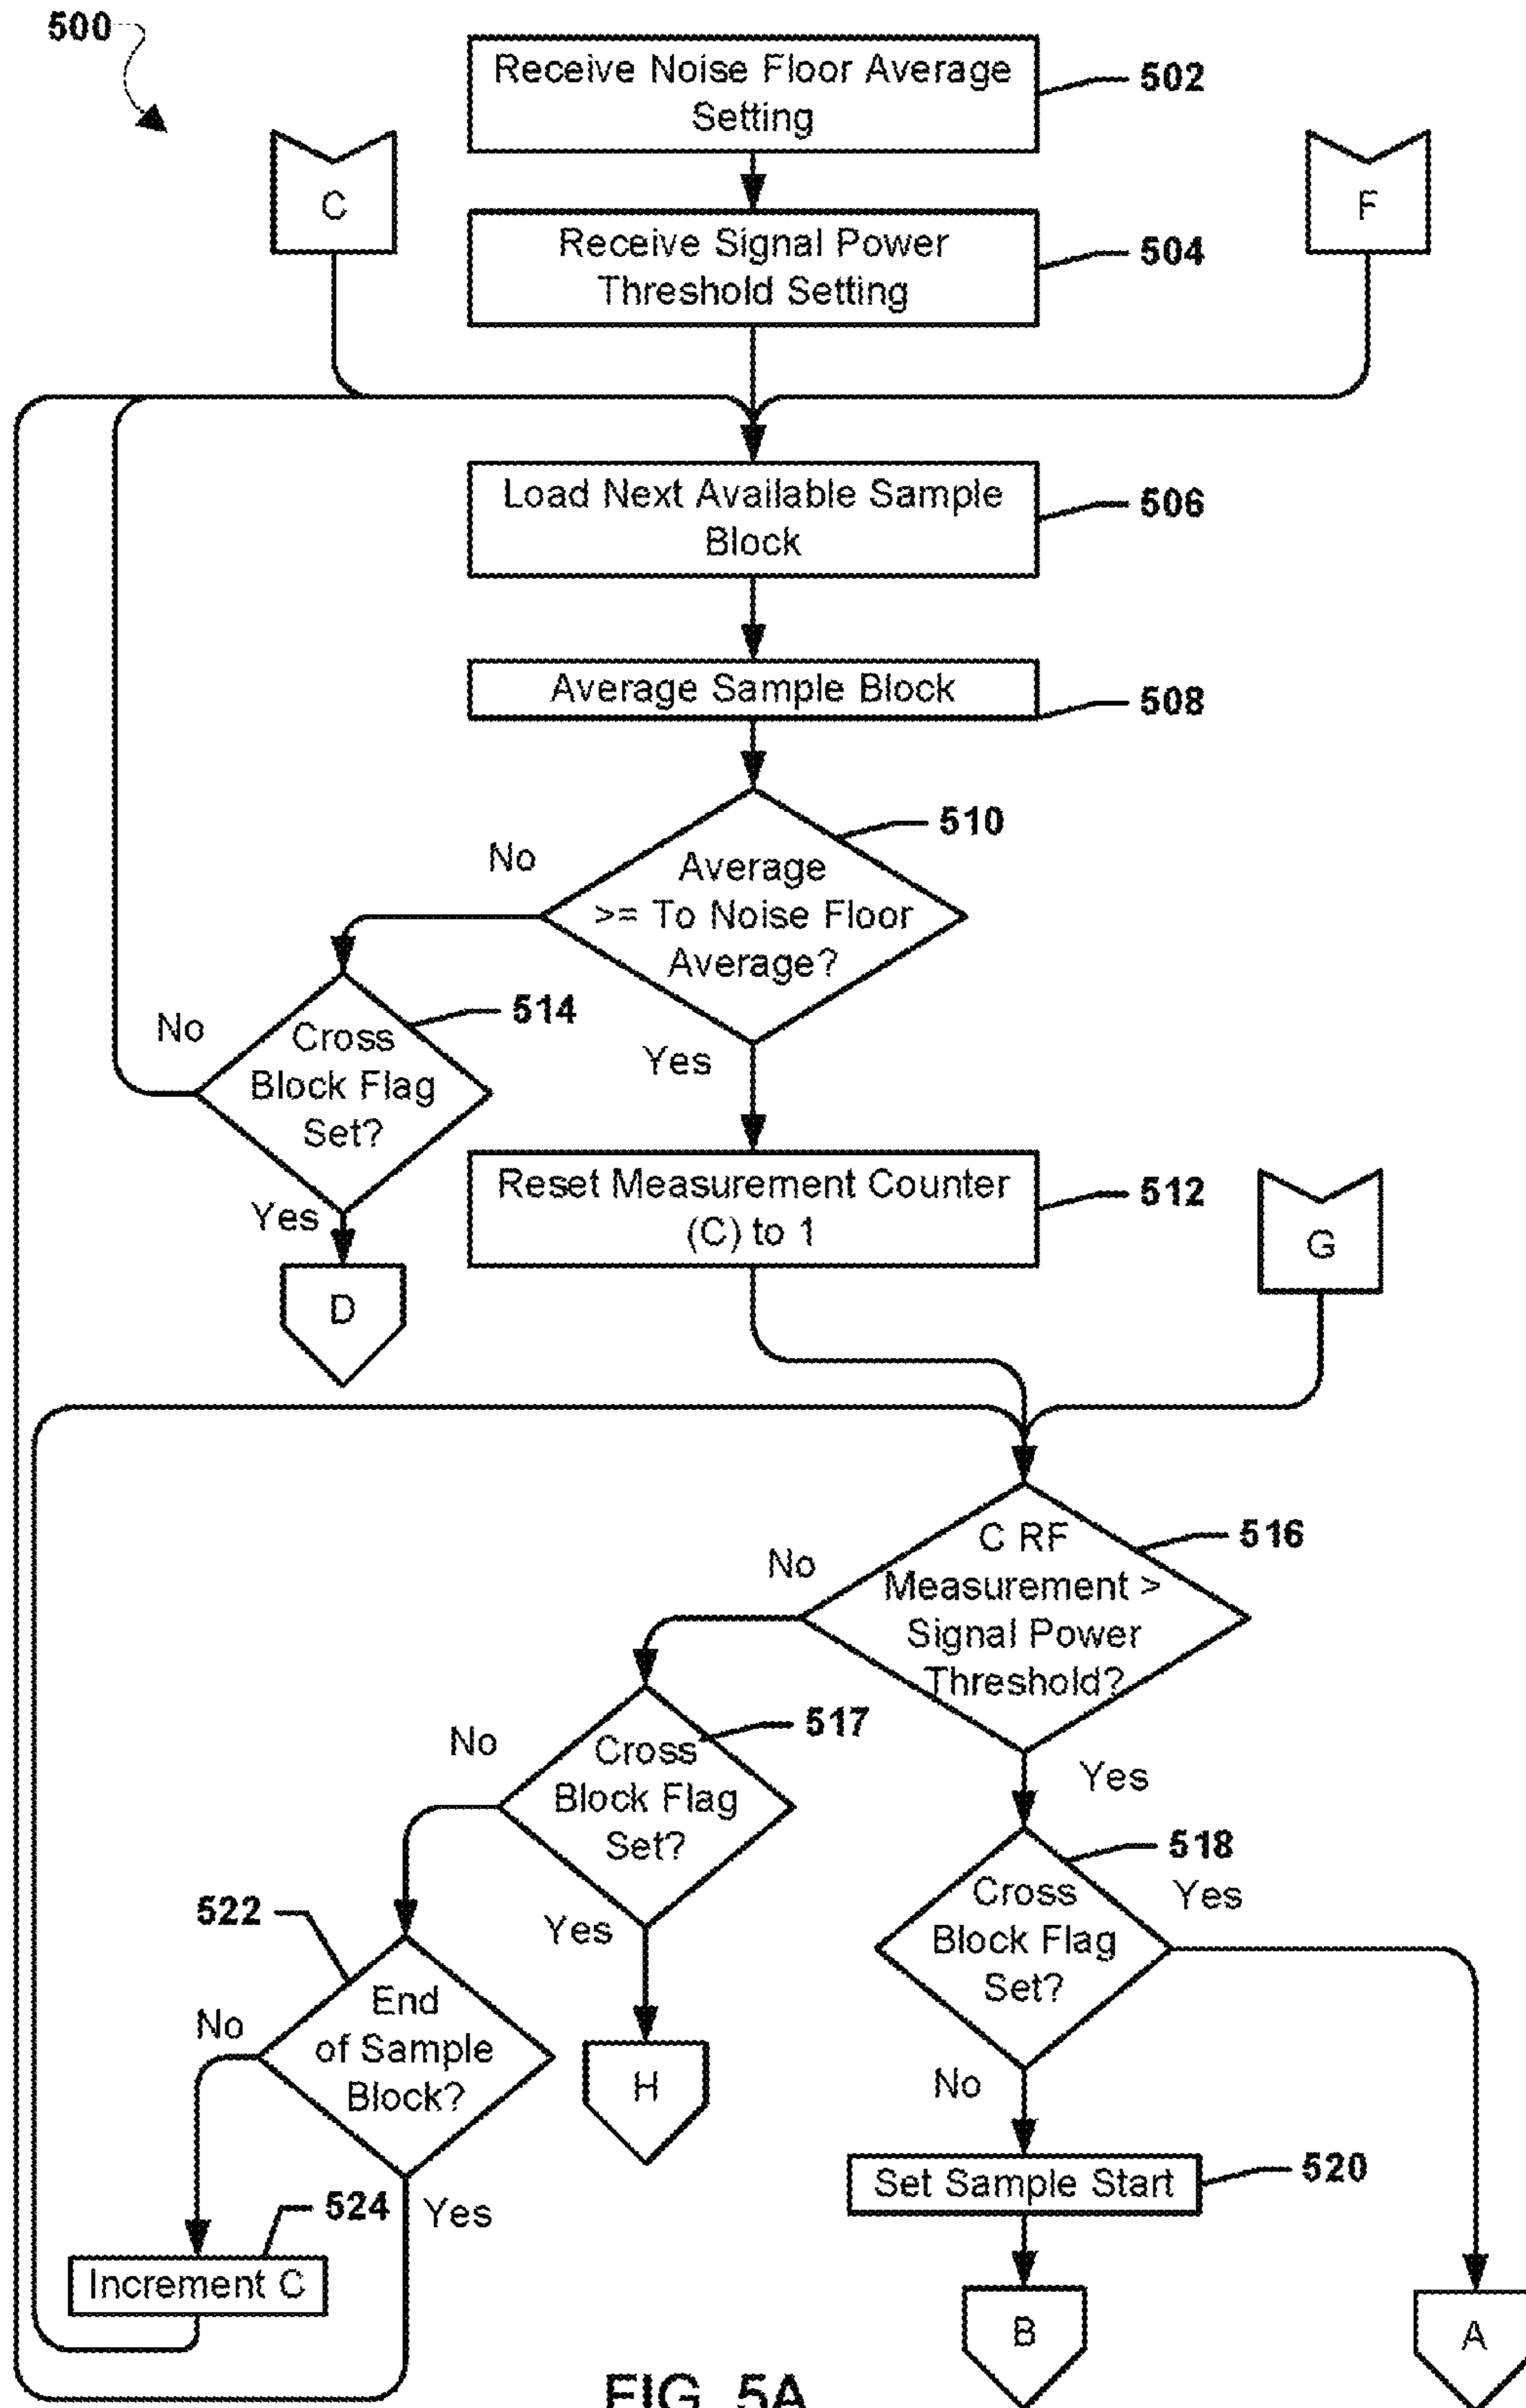 500
Receive Noise Floor Average
Setting
502
C
F
Receive Signal Power
Threshold Setting
504
Load Next Available Sample
Block
506
Average Sample Block
508
510
No
Average
>= To Noise Floor
Average?
514
No
Cross
Block Flag
Set?
Yes
Yes
D
Reset Measurement Counter
(C) to 1
512
G
516
No
C RF
Measurement >
Signal Power
Threshold?
517
No
Cross
Block Flag
Set?
Yes
Yes
518
Yes
Cross
Block Flag
Set?
No
522
No
End
of Sample
Block?
Yes
H
524
Increment C
Set Sample Start
520
B
A
FIG. 5A